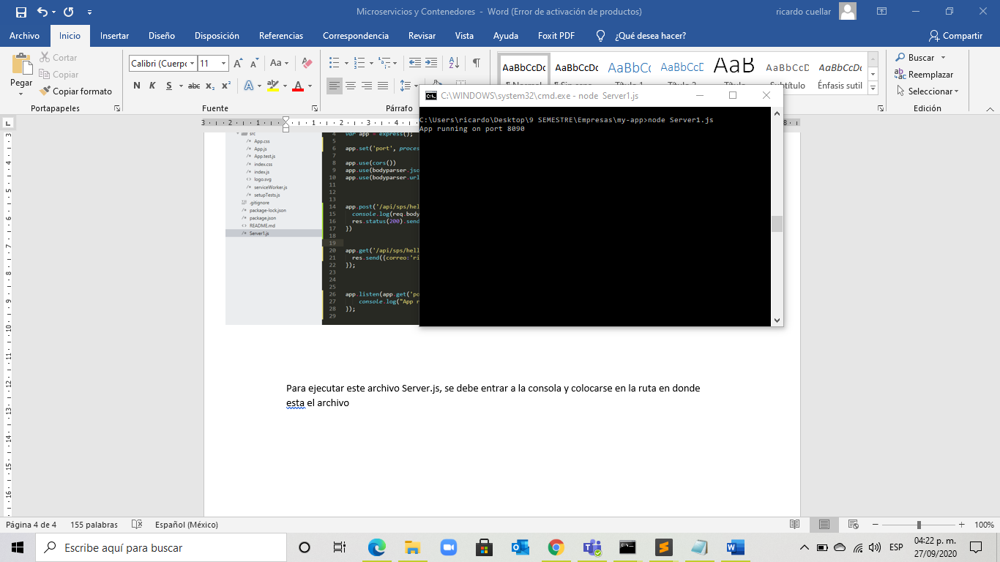 Microservicios y Contenedores - Word (Error de activación de productos)
ricardo cuellar
Archivo Inicio Insertar Diseño Disposición Referencias Correspondencia Revisar Vista Ayuda Foxit PDF ¿Qué desea hacer? Compartir
Pegar
Cortar
Copiar
Copiar formato
Portapapeles
Calibri (Cuerpo 11
Fuente
Párrafo
AaBbCcDc AaBbCcDc AaBbCc AaBbCcD AaB AaBbCcD AaBbCcDc
Énfasis sutil
Buscar
Reemplazar
Seleccionar
Edición
C:\WINDOWS\system32\cmd.exe - node Server1.js
C:\Users\ricardo\Desktop\9 SEMESTRE\Empresas\my-app>node Server1.js
App running on port 8090
src
App.css
App.js
App.test.js
index.css
index.js
logo.svg
serviceWorker.js
setupTests.js
.gitignore
package-lock.json
package.json
README.md
Server1.js
4 var app = express();
5
6 app.set('port', proces
7
8 app.use(cors())
9 app.use(bodyparser.jso
10 app.use(bodyparser.url
11
12
13
14 app.post('/api/sps/hell
15 console.log(req.body
16 res.status(200).send
17 })
18
19
20 app.get('/api/sps/hell
21 res.send({correo:'ri
22 });
23
24
25
26 app.listen(app.get('po
27 console.log("App r
28 });
29
Para ejecutar este archivo Server.js, se debe entrar a la consola y colocarse en la ruta en donde
esta el archivo
Página 4 de 4 155 palabras Español (México) 100%
Escribe aquí para buscar
ESP
04:22 p. m.
27/09/2020